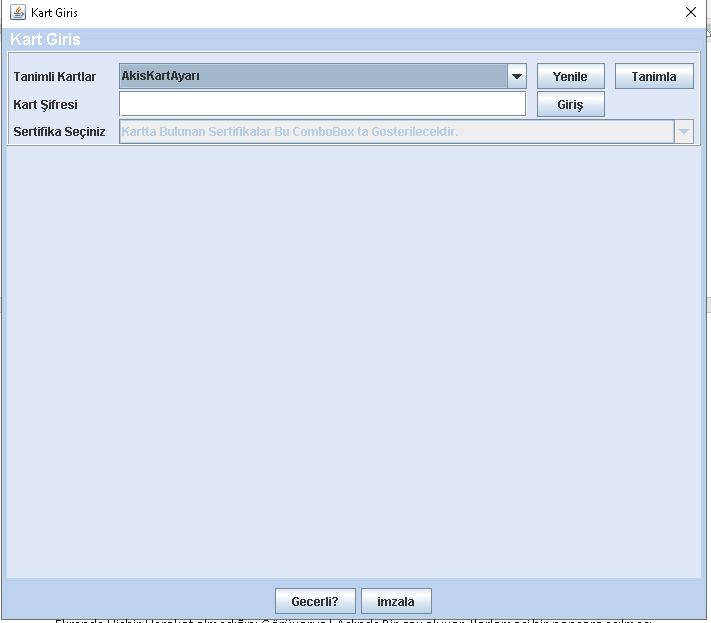 Kart Giris
Kart Giris
Tanimli Kartlar AkisKartAyarı Yenile Tanimla
Kart Şifresi Giriş
Sertifika Seçiniz Kartta Bulunan Sertifikalar Bu ComboBox ta Gosterilecektir.
Gecerli? imzala